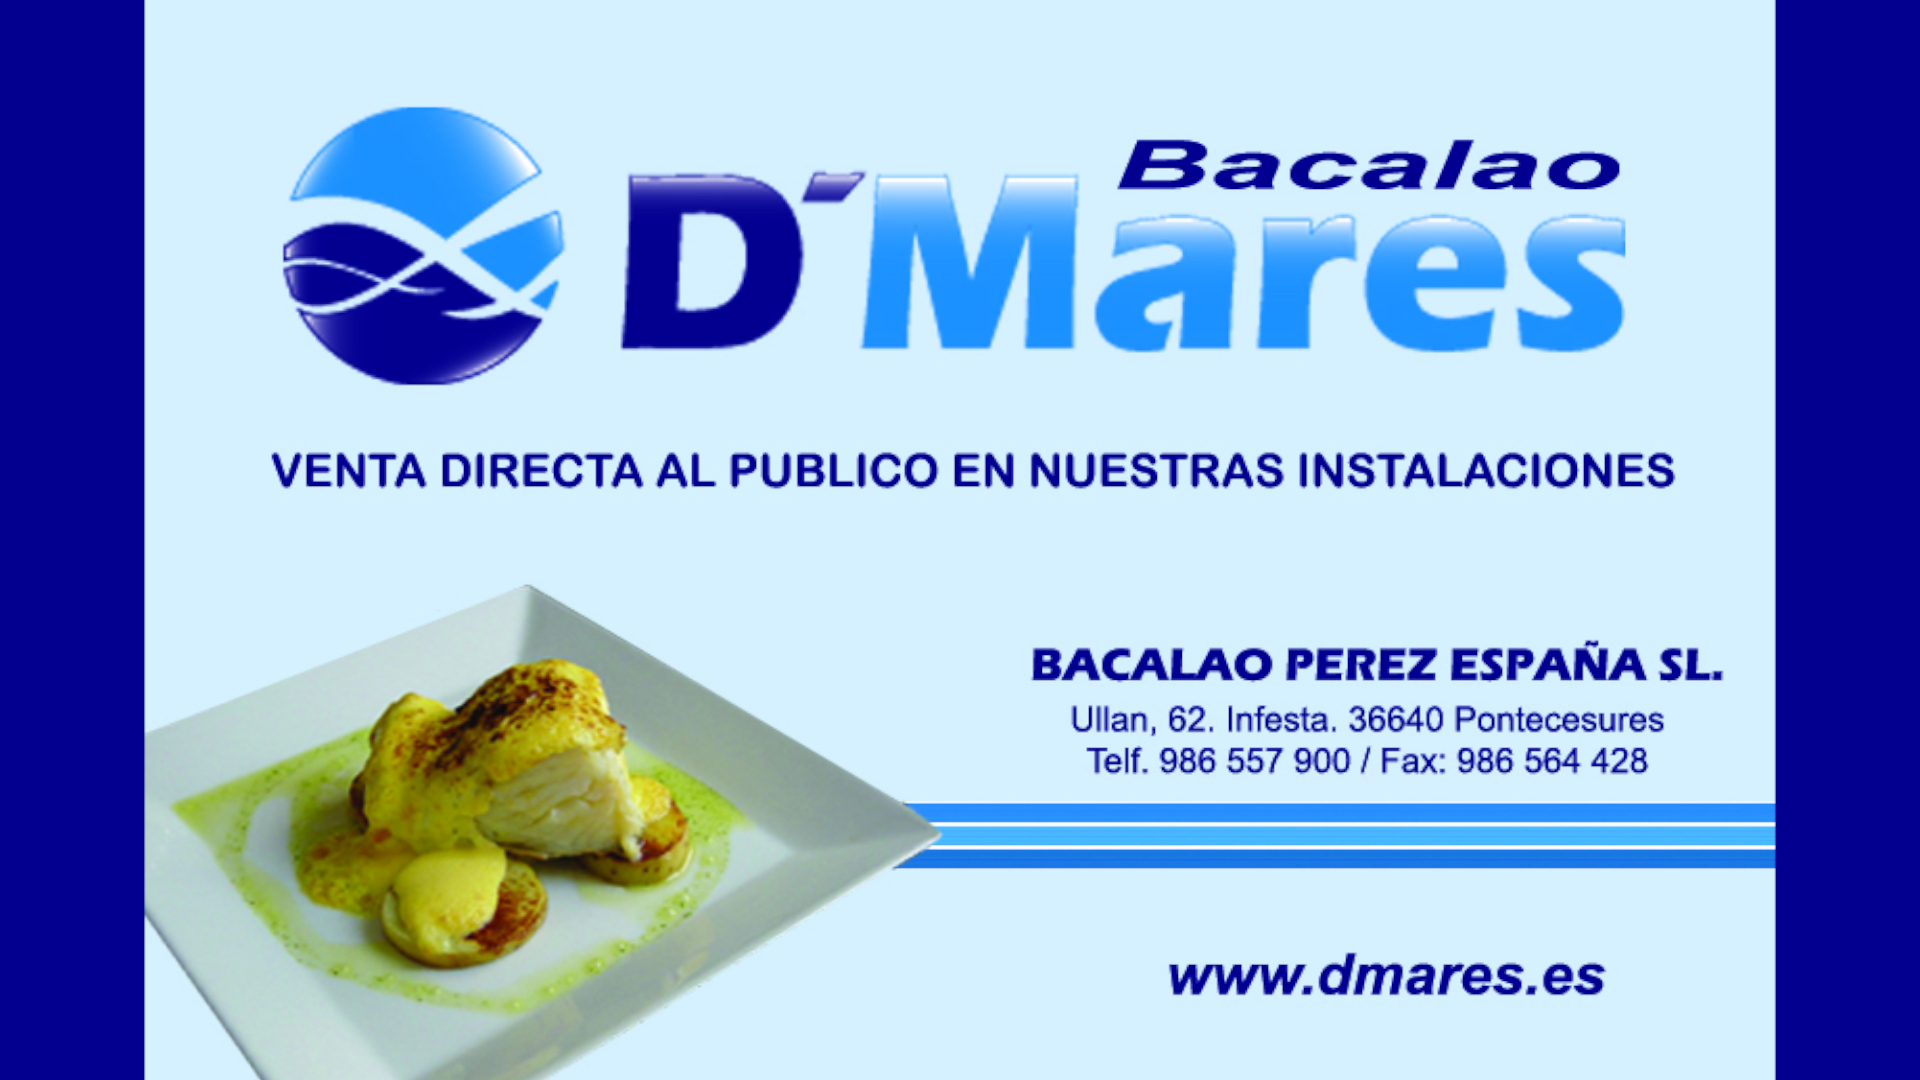 Bacalao
D´Mares
VENTA DIRECTA AL PUBLICO EN NUESTRAS INSTALACIONES
BACALAO PEREZ ESPAÑA SL.
Ullan, 62. Infesta. 36640 Pontecesures
Telf. 986 557 900 / Fax: 986 564 428
www.dmares.es